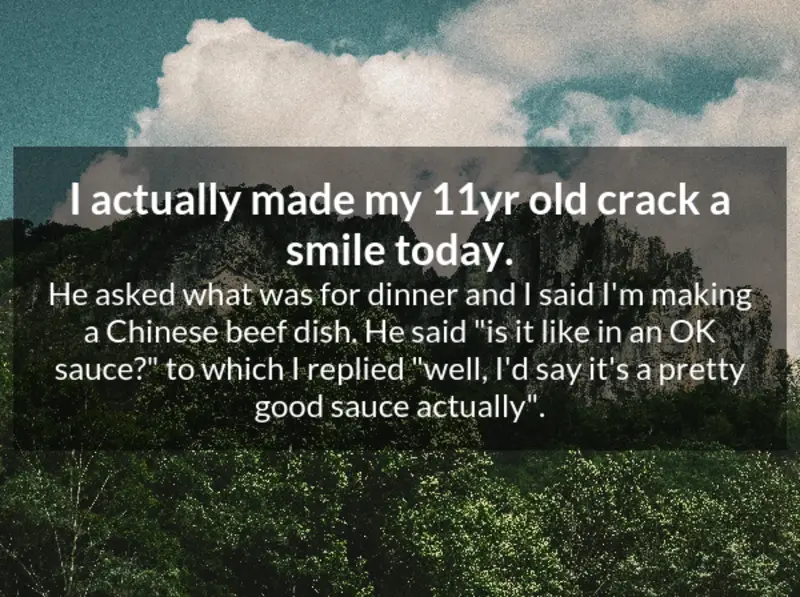 I actually made my 11yr old crack a
smile today.
He asked what was for dinner and I said I'm making
a Chinese beef dish. He said "is it like in an OK
sauce?" to which I replied "well, I'd say it's a pretty
good sauce actually".